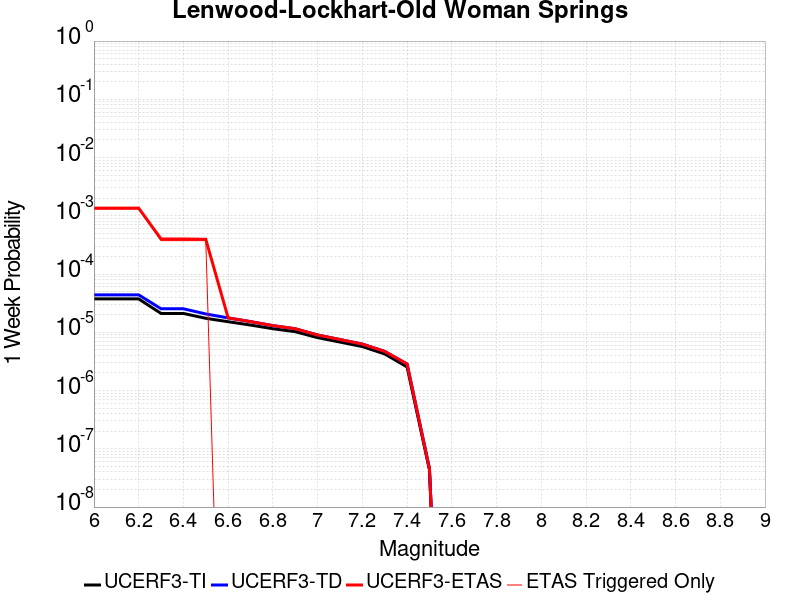 Lenwood-Lockhart-Old Woman Springs
10^0
10^-1
10^-2
10^-3
10^-4
10^-5
10^-6
10^-7
10^-8
1 Week Probability
6 6.2 6.4 6.6 6.8 7 7.2 7.4 7.6 7.8 8 8.2 8.4 8.6 8.8 9
Magnitude
UCERF3-TI UCERF3-TD UCERF3-ETAS ETAS Triggered Only